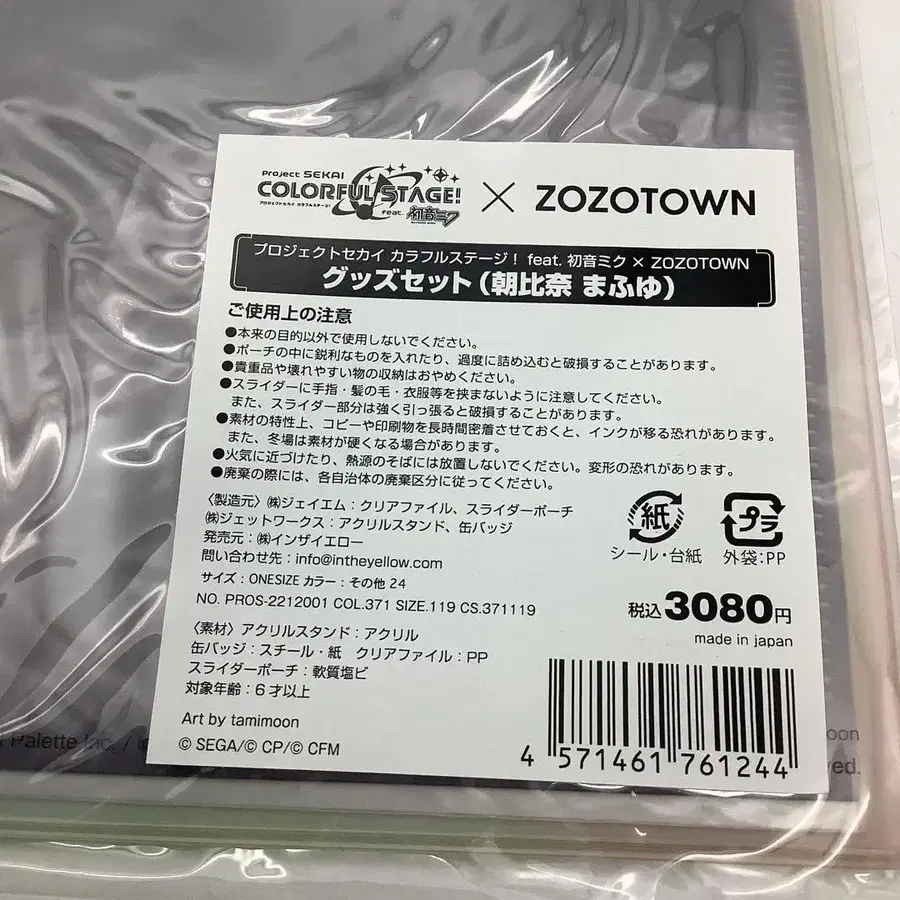 Project SEKAI
COLORFUL STAGE!
プロジェクトセカイ カラフルステージ!
feat. 初音ミク
HATSUNE MIKU
× ZOZOTOWN
プロジェクトセカイ カラフルステージ! feat. 初音ミク × ZOZOTOWN
グッズセット(朝比奈 まふゆ)
ご使用上の注意
●本来の目的以外で使用しないでください。
●ポーチの中に鋭利なものを入れたり、過度に詰め込むと破損することがあります。
●貴重品や壊れやすい物の収納はおやめください。
●スライダーに手指・髪の毛・衣服等を挟まないように注意してください。
また、スライダー部分は強く引っ張ると破損することがあります。
●素材の特性上、コピーや印刷物を長時間密着させておくと、インクが移る恐れがあります。
また、冬場は素材が硬くなる場合があります。
●火気に近づけたり、熱源のそばには放置しないでください。変形の恐れがあります。
●廃棄の際には、各自治体の廃棄区分に従ってください。
〈製造元〉㈱ジェイエム:クリアファイル、スライダーポーチ
㈱ジェットワークス:アクリルスタンド、缶バッジ
発売元:㈱インザイエロー
問い合わせ先:info@intheyellow.com
サイズ:ONESIZE カラー:その他 24
NO. PROS-2212001 COL.371 SIZE.119 CS.371119
〈素材〉アクリルスタンド:アクリル
缶バッジ:スチール・紙 クリアファイル:PP
スライダーポーチ:軟質塩ビ
対象年齢:6才以上
Art by tamimoon
© SEGA/© CP/© CFM
紙
シール・台紙
プラ
外袋:PP
税込3080円
made in japan
4 571461 761244
Palette Inc. /
moon